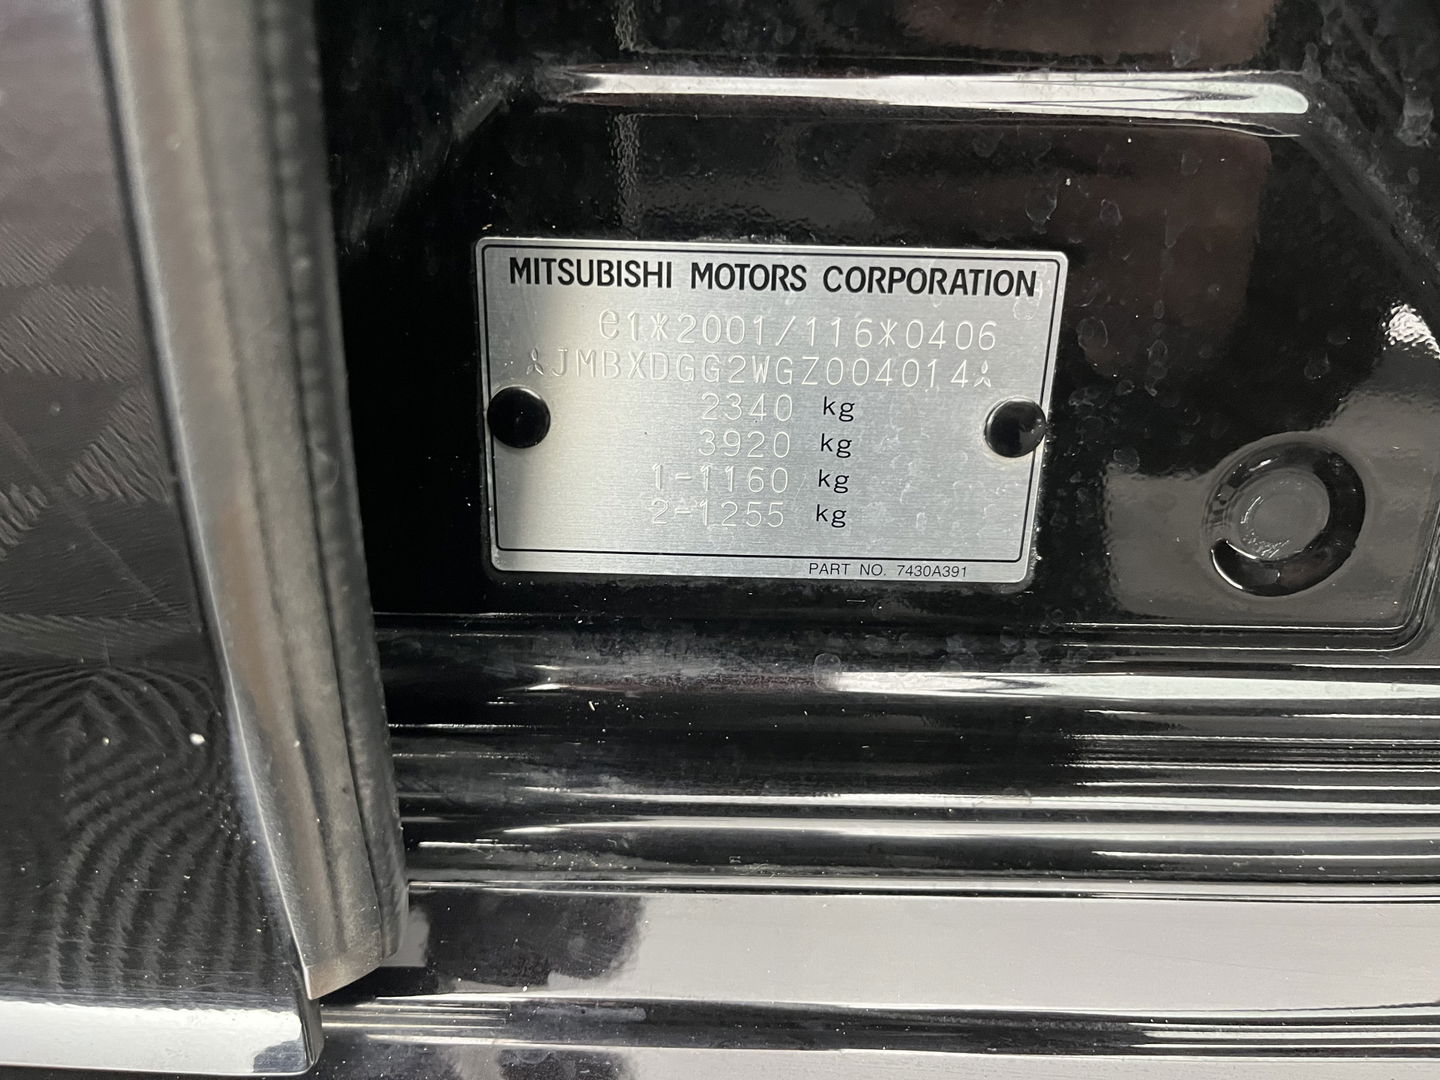 MITSUBISHI MOTORS CORPORATION
e1*2001/116*0406
JMBXDGG2WGZ004014
2340 kg
3920 kg
1-1160 kg
2-1255 kg
PART NO. 7430A391